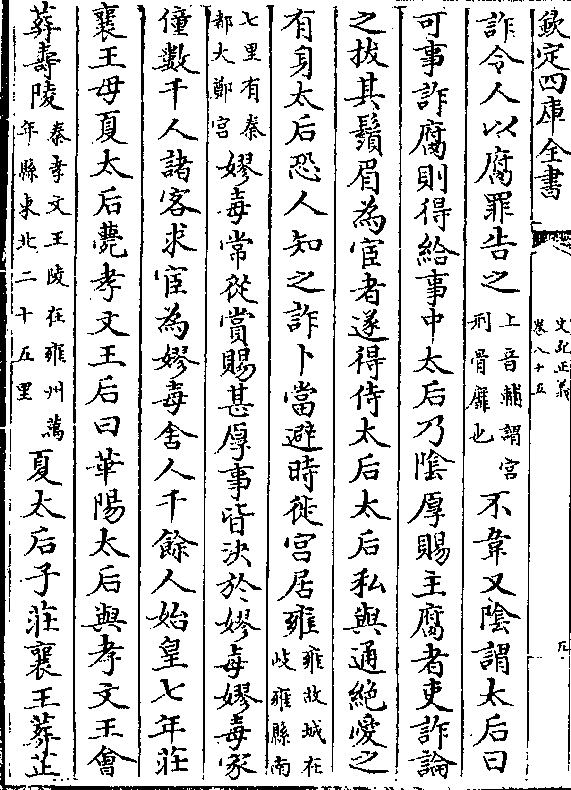 欽定四庫全書
史記正義
卷八十五
九
詐令人以腐罪告之上音輔謂宮刑骨靡也不韋又陰謂太后曰
可事詐腐則得給事中太后乃陰厚賜主腐者吏詐論
之拔其鬚眉為宦者遂得侍太后太后私與通絶愛之
有身太后恐人知之詐卜當避時徙宮居雍雍故城在岐雍縣南
七里有秦都大鄭宮嫪毐常從賞賜甚厚事皆決於嫪毐嫪毐家
僮數千人諸客求宦為嫪毐舍人千餘人始皇七年莊
襄王母夏太后薨孝文王后曰華陽太后與孝文王會
葬壽陵秦孝文王陵在雍州萬年縣東北二十五里夏太后子莊襄王葬芷